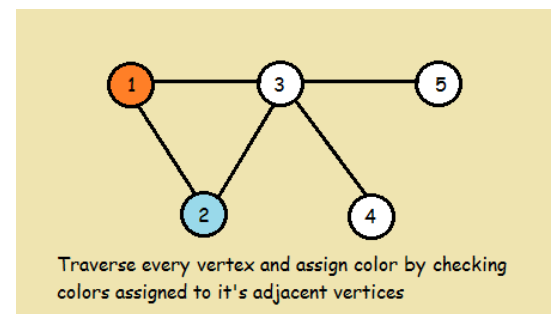 1
3
5
2
4
Traverse every vertex and assign color by checking
colors assigned to it's adjacent vertices